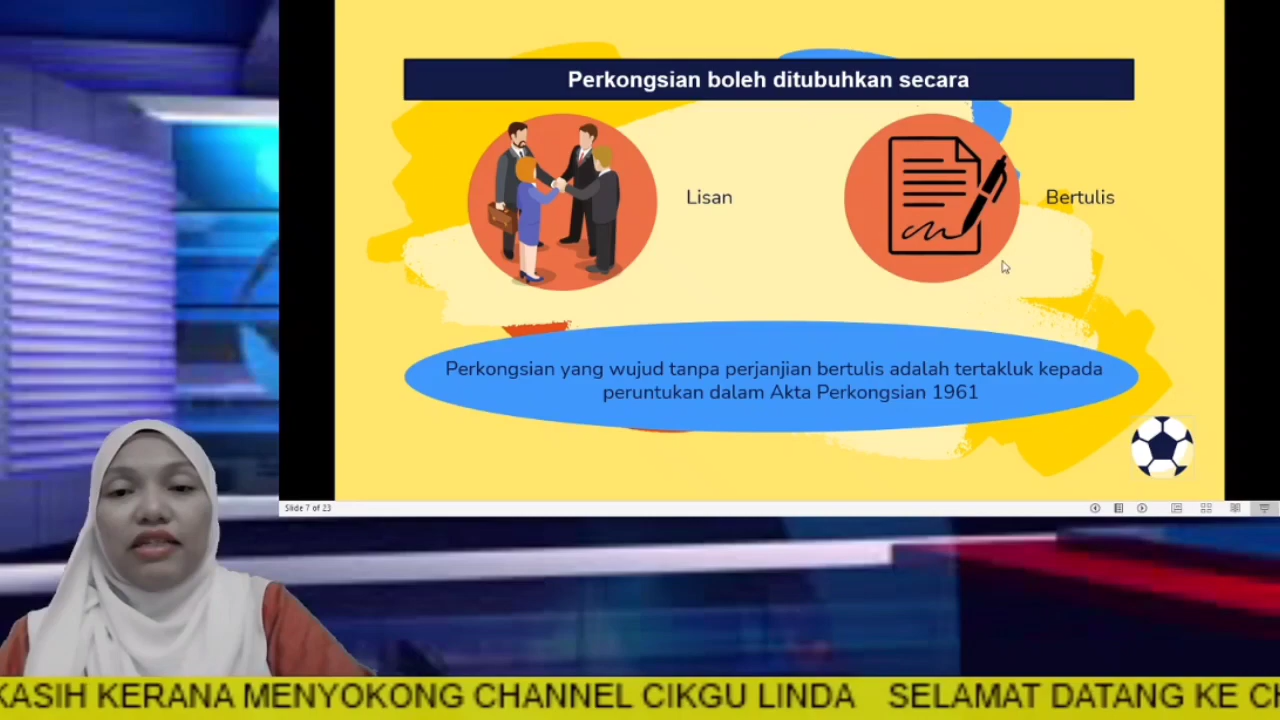 Perkongsian boleh ditubuhkan secara
Lisan
Bertulis
Perkongsian yang wujud tanpa perjanjian bertulis adalah tertakluk kepada
peruntukan dalam Akta Perkongsian 1961
Slide 7 of 23
KASIH KERANA MENYOKONG CHANNEL CIKGU LINDA SELAMAT DATANG KE